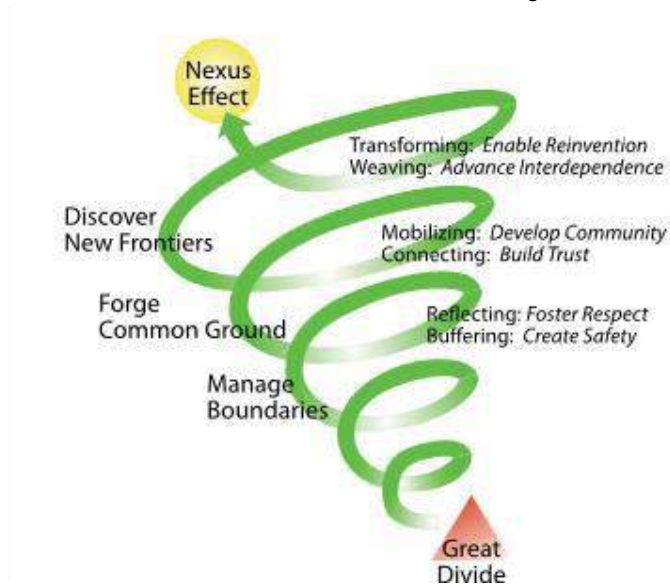 Nexus
Effect
Transforming: Enable Reinvention
Weaving: Advance Interdependence
Discover
New Frontiers
Mobilizing: Develop Community
Connecting: Build Trust
Forge
Common Ground
Reflecting: Foster Respect
Buffering: Create Safety
Manage
Boundaries
Great
Divide